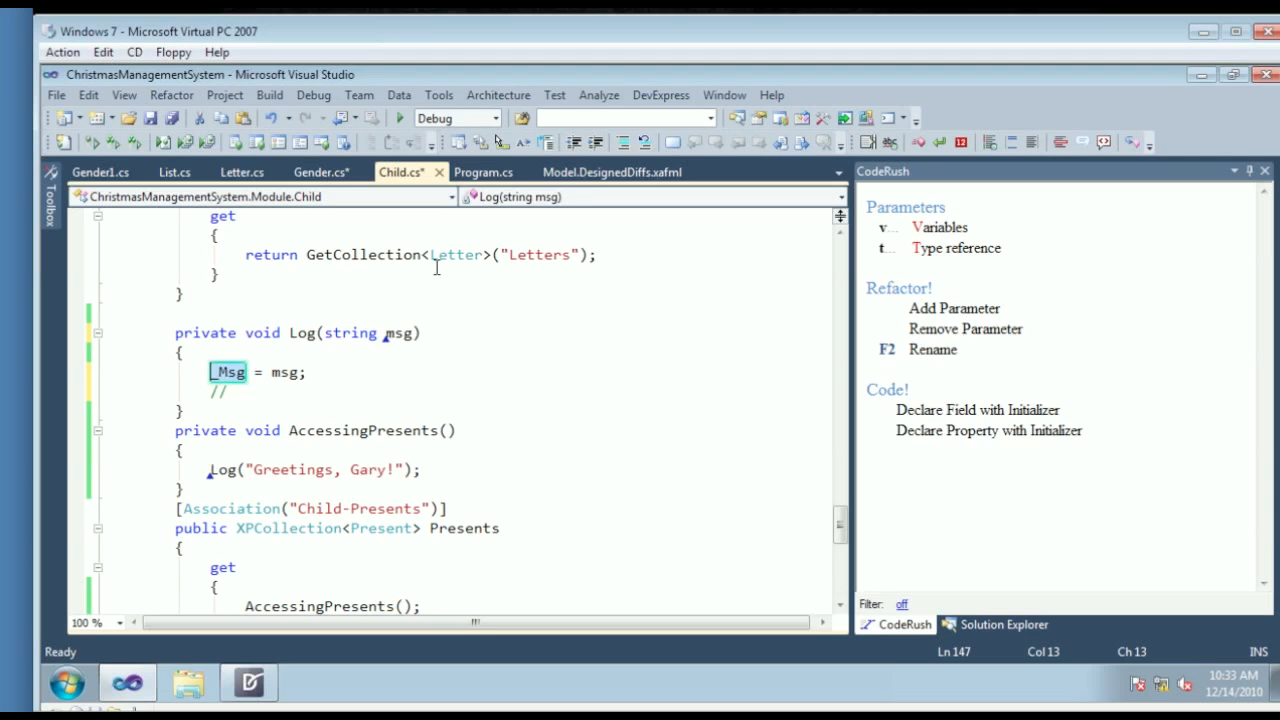 Windows 7 - Microsoft Virtual PC 2007
Action Edit CD Floppy Help
ChristmasManagementSystem - Microsoft Visual Studio
File Edit View Refactor Project Build Debug Team Data Tools Architecture Test Analyze DevExpress Window Help
Debug
Toolbox
Gender1.cs List.cs Letter.cs Gender.cs* Child.cs* Program.cs Model.DesignedDiffs.xafml
ChristmasManagementSystem.Module.Child Log(string msg)
get
{
return GetCollection<Letter>("Letters");
}
}
private void Log(string msg)
{
_Msg = msg;
//
}
private void AccessingPresents()
{
Log("Greetings, Gary!");
}
[Association("Child-Presents")]
public XPCollection<Present> Presents
{
get
{
AccessingPresents();
100 %
CodeRush
Parameters
v... Variables
t... Type reference
Refactor!
Add Parameter
Remove Parameter
F2 Rename
Code!
Declare Field with Initializer
Declare Property with Initializer
Filter: off
CodeRush Solution Explorer
Ready Ln 147 Col 13 Ch 13 INS
10:33 AM
12/14/2010